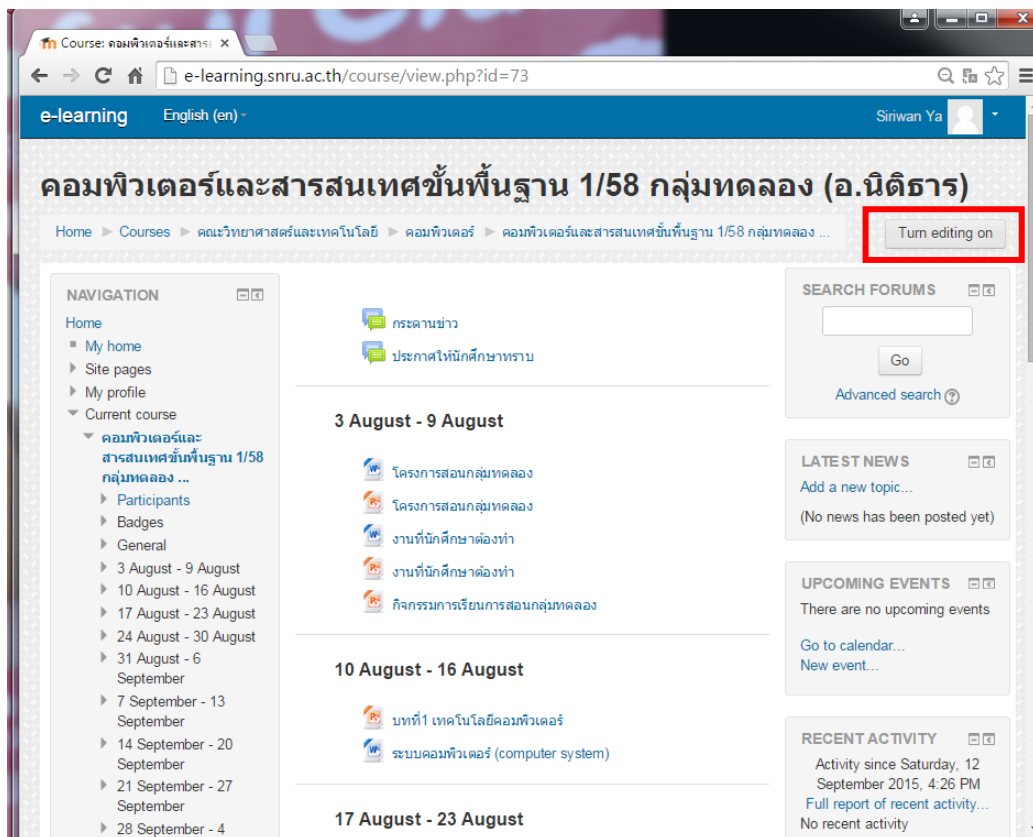 Course: คอมพิวเตอร์และสาร
e-learning.snru.ac.th/course/view.php?id=73
e-learning English (en)
Siriwan Ya
คอมพิวเตอร์และสารสนเทศขั้นพื้นฐาน 1/58 กลุ่มทดลอง (อ.นิติธาร)
Home Courses คณะวิทยาศาสตร์และเทคโนโลยี คอมพิวเตอร์ คอมพิวเตอร์และสารสนเทศขั้นพื้นฐาน 1/58 กลุ่มทดลอง ...
Turn editing on
NAVIGATION
Home
My home
Site pages
My profile
Current course
คอมพิวเตอร์และ
สารสนเทศขั้นพื้นฐาน 1/58
กลุ่มทดลอง ...
Participants
Badges
General
3 August - 9 August
10 August - 16 August
17 August - 23 August
24 August - 30 August
31 August - 6
September
7 September - 13
September
14 September - 20
September
21 September - 27
September
28 September - 4
กระดานข่าว
ประกาศให้นักศึกษาทราบ
3 August - 9 August
โครงการสอนกลุ่มทดลอง
โครงการสอนกลุ่มทดลอง
งานที่นักศึกษาต้องทำ
งานที่นักศึกษาต้องทำ
กิจกรรมการเรียนการสอนกลุ่มทดลอง
10 August - 16 August
บทที่1 เทคโนโลยีคอมพิวเตอร์
ระบบคอมพิวเตอร์ (computer system)
17 August - 23 August
SEARCH FORUMS
Go
Advanced search
LATEST NEWS
Add a new topic...
(No news has been posted yet)
UPCOMING EVENTS
There are no upcoming events
Go to calendar...
New event...
RECENT ACTIVITY
Activity since Saturday, 12
September 2015, 4:26 PM
Full report of recent activity...
No recent activity